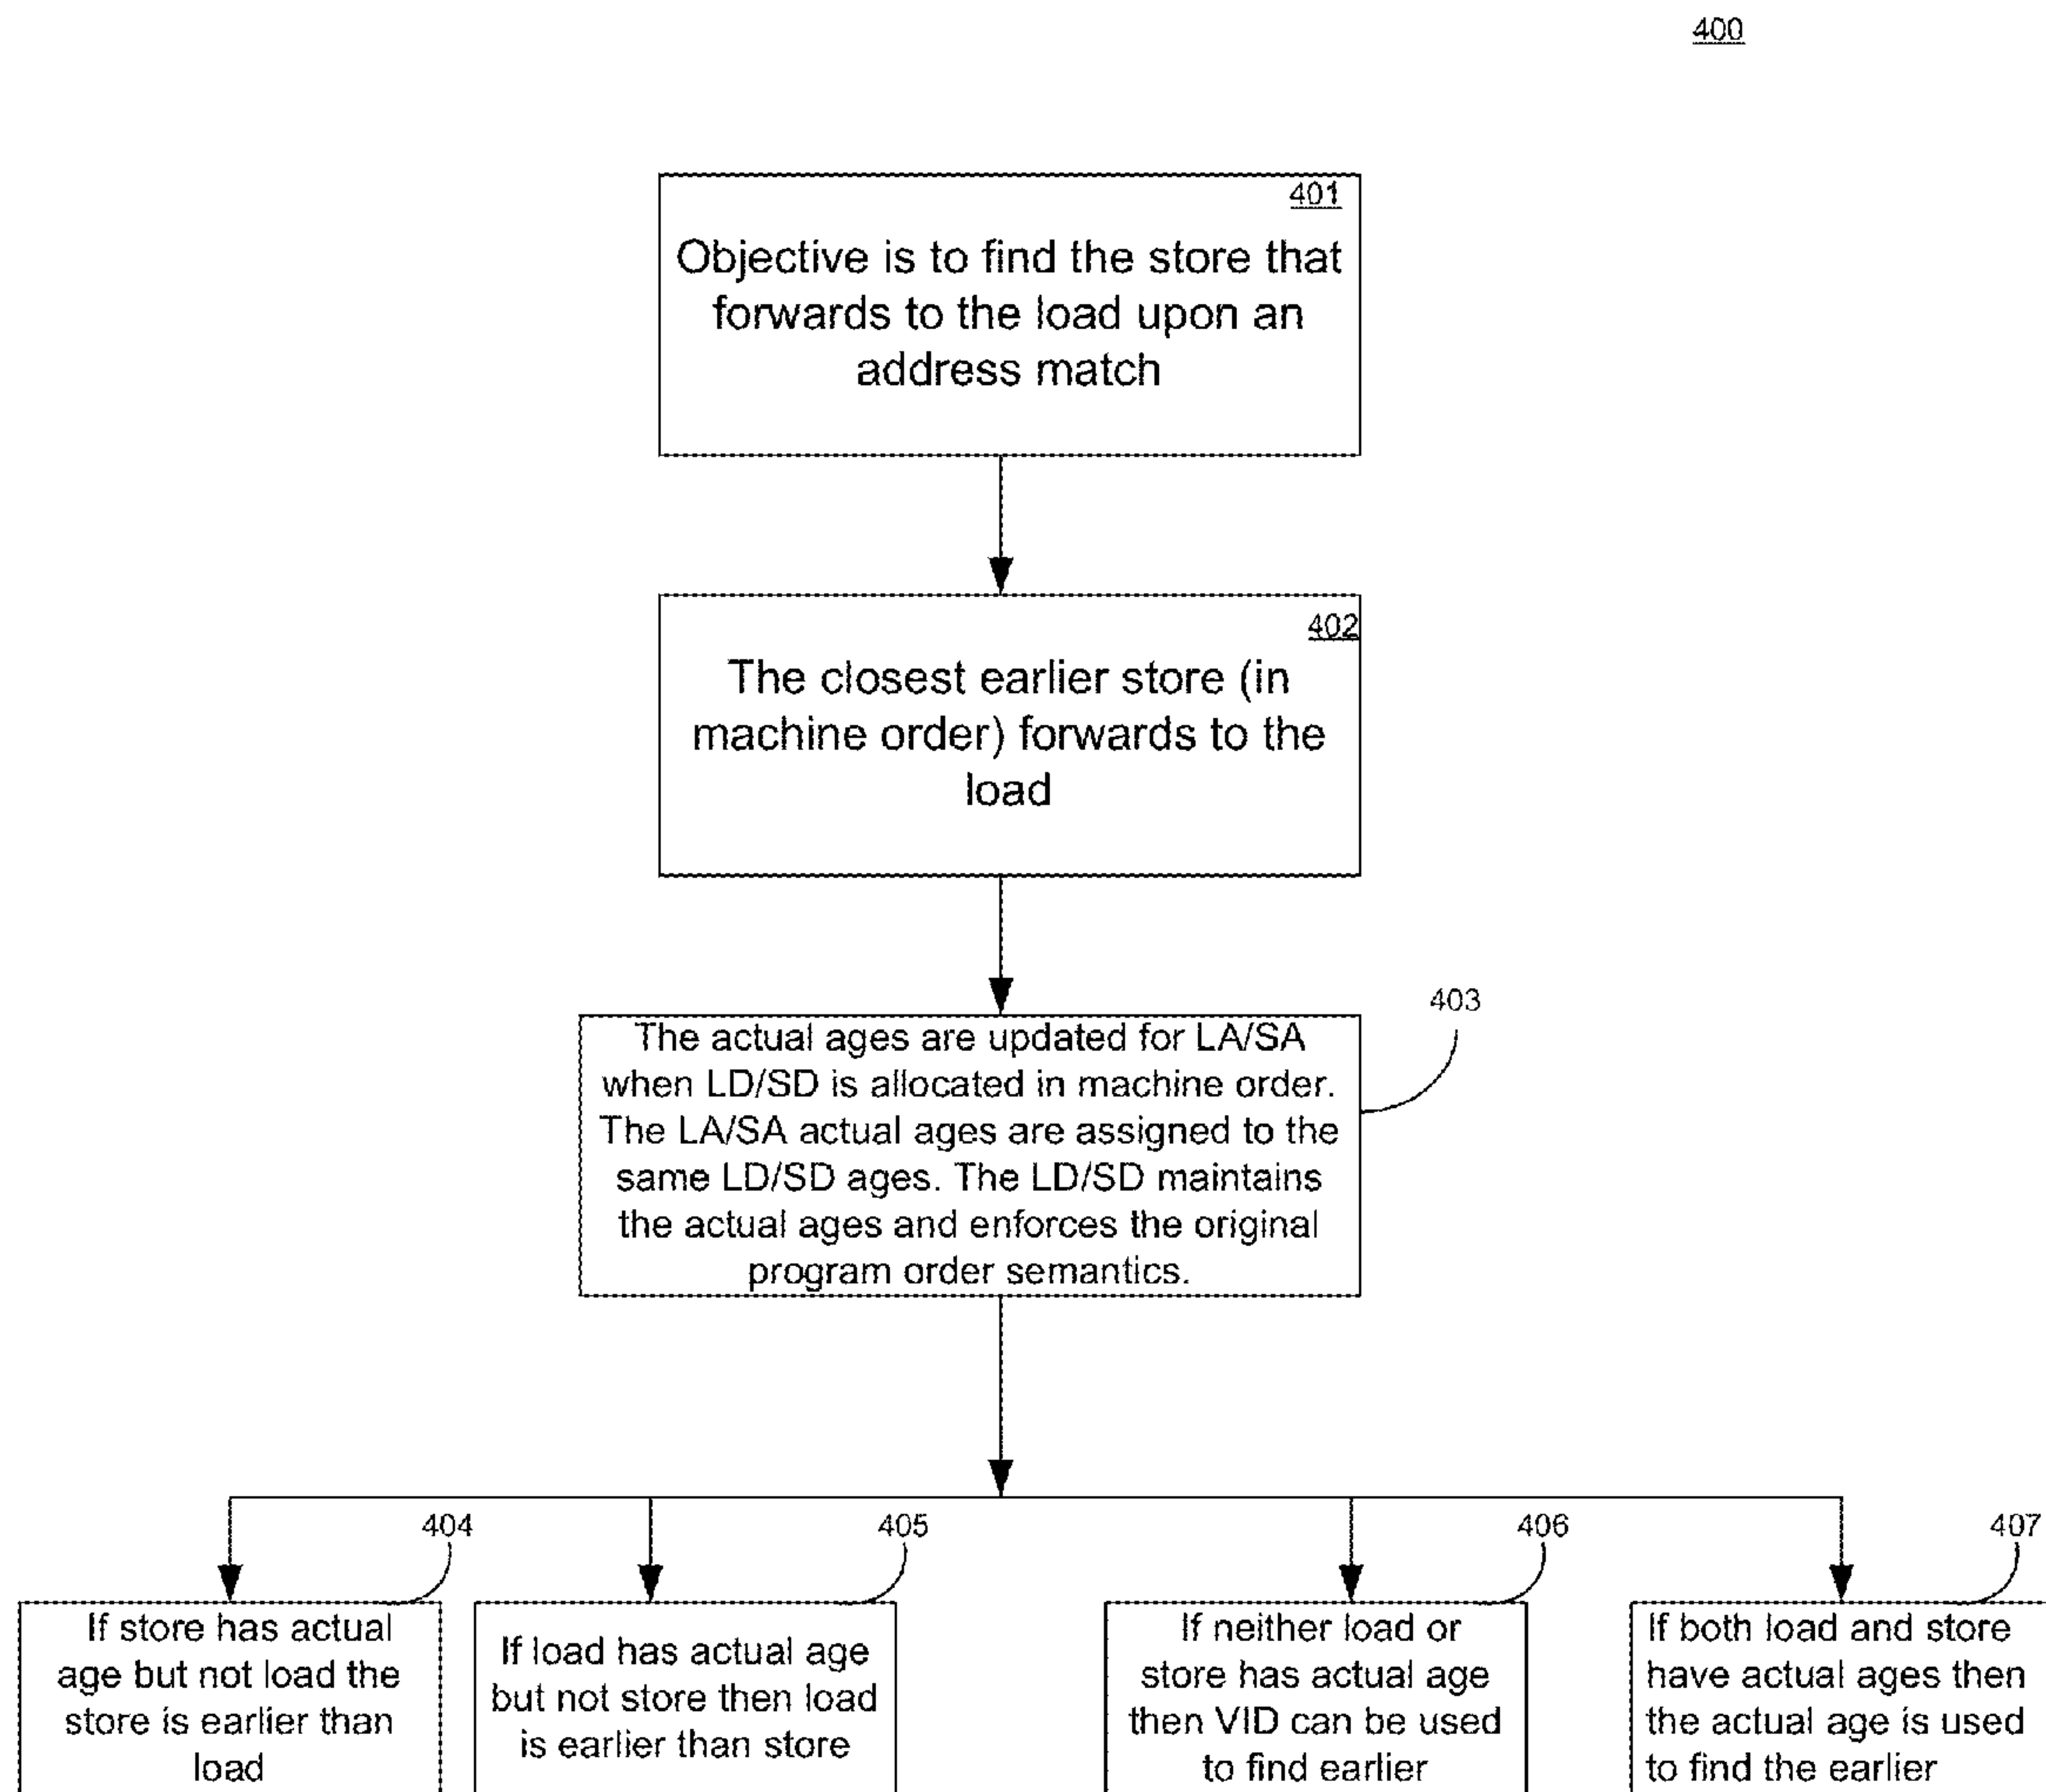 400
401
Objective is to find the store that
forwards to the load upon an
address match
402
The closest earlier store (in
machine order) forwards to the
load
403
The actual ages are updated for LA/SA
when LD/SD is allocated in machine order.
The LA/SA actual ages are assigned to the
same LD/SD ages. The LD/SD maintains
the actual ages and enforces the original
program order semantics.
404
If store has actual
age but not load the
store is earlier than
load
405
If load has actual age
but not store then load
is earlier than store
406
If neither load or
store has actual age
then VID can be used
to find earlier
407
If both load and store
have actual ages then
the actual age is used
to find the earlier